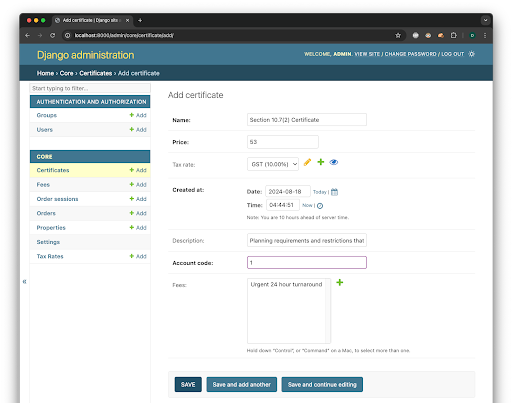 Add certificate | Django site a
localhost:8000/admin/core/certificate/add/
Django administration
WELCOME, ADMIN. VIEW SITE / CHANGE PASSWORD / LOG OUT
Home › Core › Certificates › Add certificate
Start typing to filter...
AUTHENTICATION AND AUTHORIZATION
Groups + Add
Users + Add
CORE
Certificates + Add
Fees + Add
Order sessions + Add
Orders + Add
Properties + Add
Settings
Tax Rates + Add
«
Add certificate
Name: Section 10.7(2) Certificate
Price: 53
Tax rate: GST (10.00%)
Created at: Date: 2024-08-18 Today |
Time: 04:44:51 Now |
Note: You are 10 hours ahead of server time.
Description: Planning requirements and restrictions that
Account code: 1
Fees: Urgent 24 hour turnaround
Hold down "Control", or "Command" on a Mac, to select more than one.
SAVE Save and add another Save and continue editing